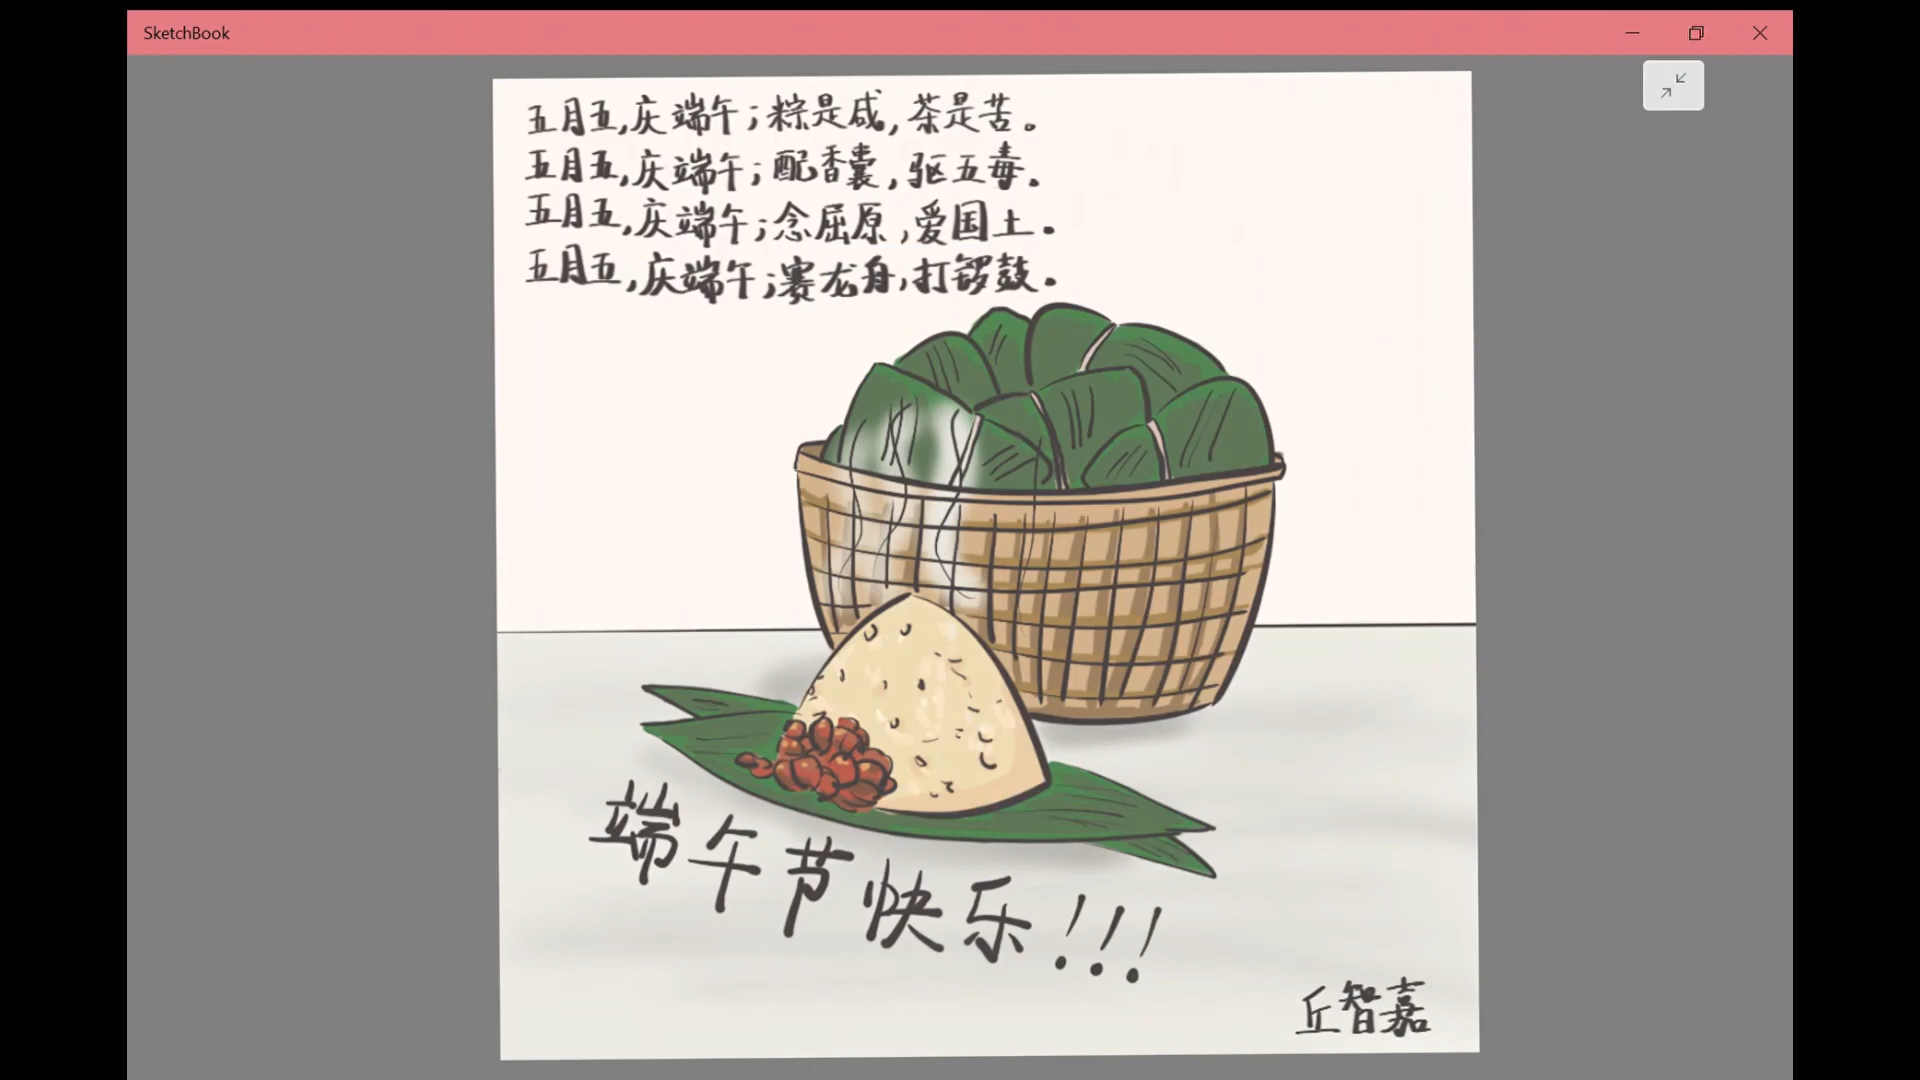 SketchBook
五月五,庆端午;粽是咸,茶是苦。
五月五,庆端午;配香囊,驱五毒。
五月五,庆端午;念屈原,爱国土。
五月五,庆端午;赛龙舟,打锣鼓。
端午节快乐!!!
丘智嘉